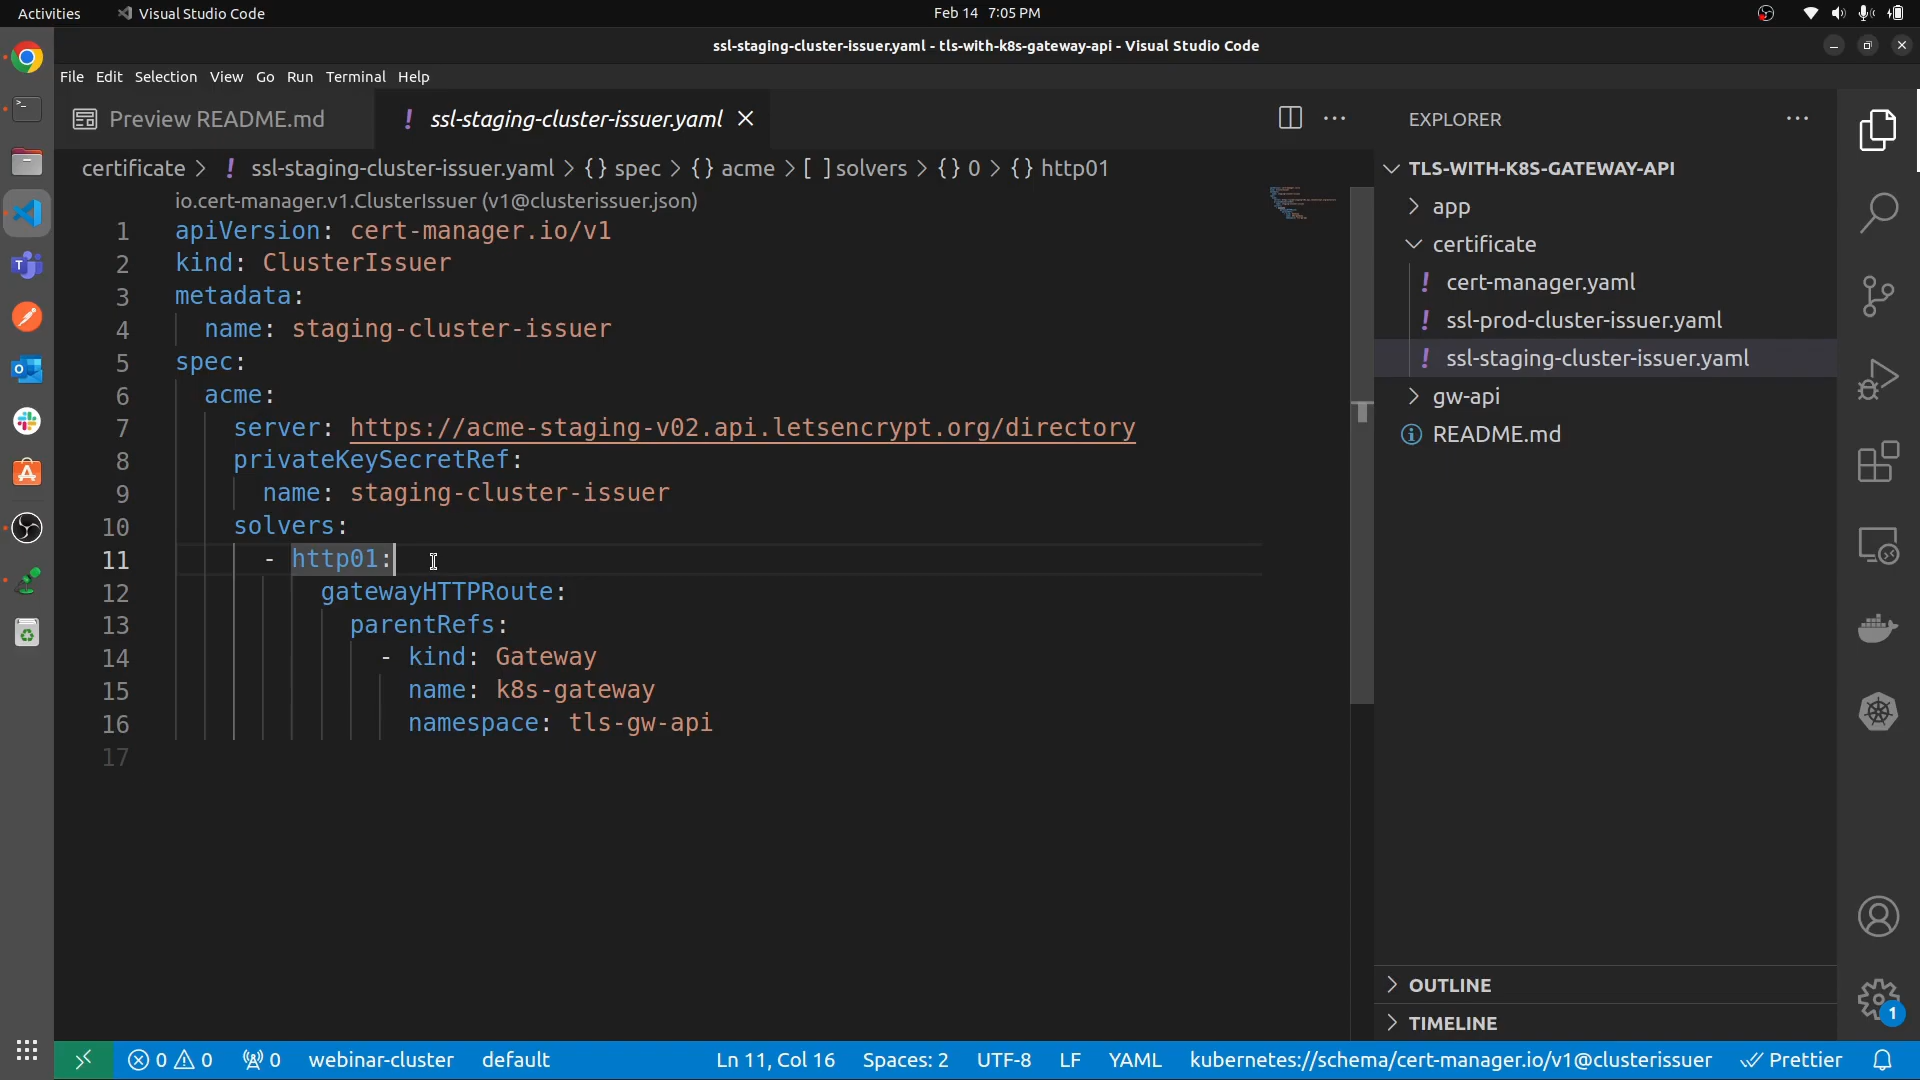 Activities
Visual Studio Code
Feb 14 7:05 PM
ssl-staging-cluster-issuer.yaml - tls-with-k8s-gateway-api - Visual Studio Code
File Edit Selection View Go Run Terminal Help
Preview README.md
! ssl-staging-cluster-issuer.yaml
certificate > ! ssl-staging-cluster-issuer.yaml > {} spec > {} acme > [ ] solvers > {} 0 > {} http01
io.cert-manager.v1.ClusterIssuer (v1@clusterissuer.json)
1 apiVersion: cert-manager.io/v1
2 kind: ClusterIssuer
3 metadata:
4   name: staging-cluster-issuer
5 spec:
6   acme:
7     server: https://acme-staging-v02.api.letsencrypt.org/directory
8     privateKeySecretRef:
9       name: staging-cluster-issuer
10     solvers:
11       - http01:
12           gatewayHTTPRoute:
13             parentRefs:
14               - kind: Gateway
15                 name: k8s-gateway
16                 namespace: tls-gw-api
17
EXPLORER
TLS-WITH-K8S-GATEWAY-API
app
certificate
! cert-manager.yaml
! ssl-prod-cluster-issuer.yaml
! ssl-staging-cluster-issuer.yaml
gw-api
README.md
OUTLINE
TIMELINE
1
0 0 0 webinar-cluster default Ln 11, Col 16 Spaces: 2 UTF-8 LF YAML kubernetes://schema/cert-manager.io/v1@clusterissuer Prettier